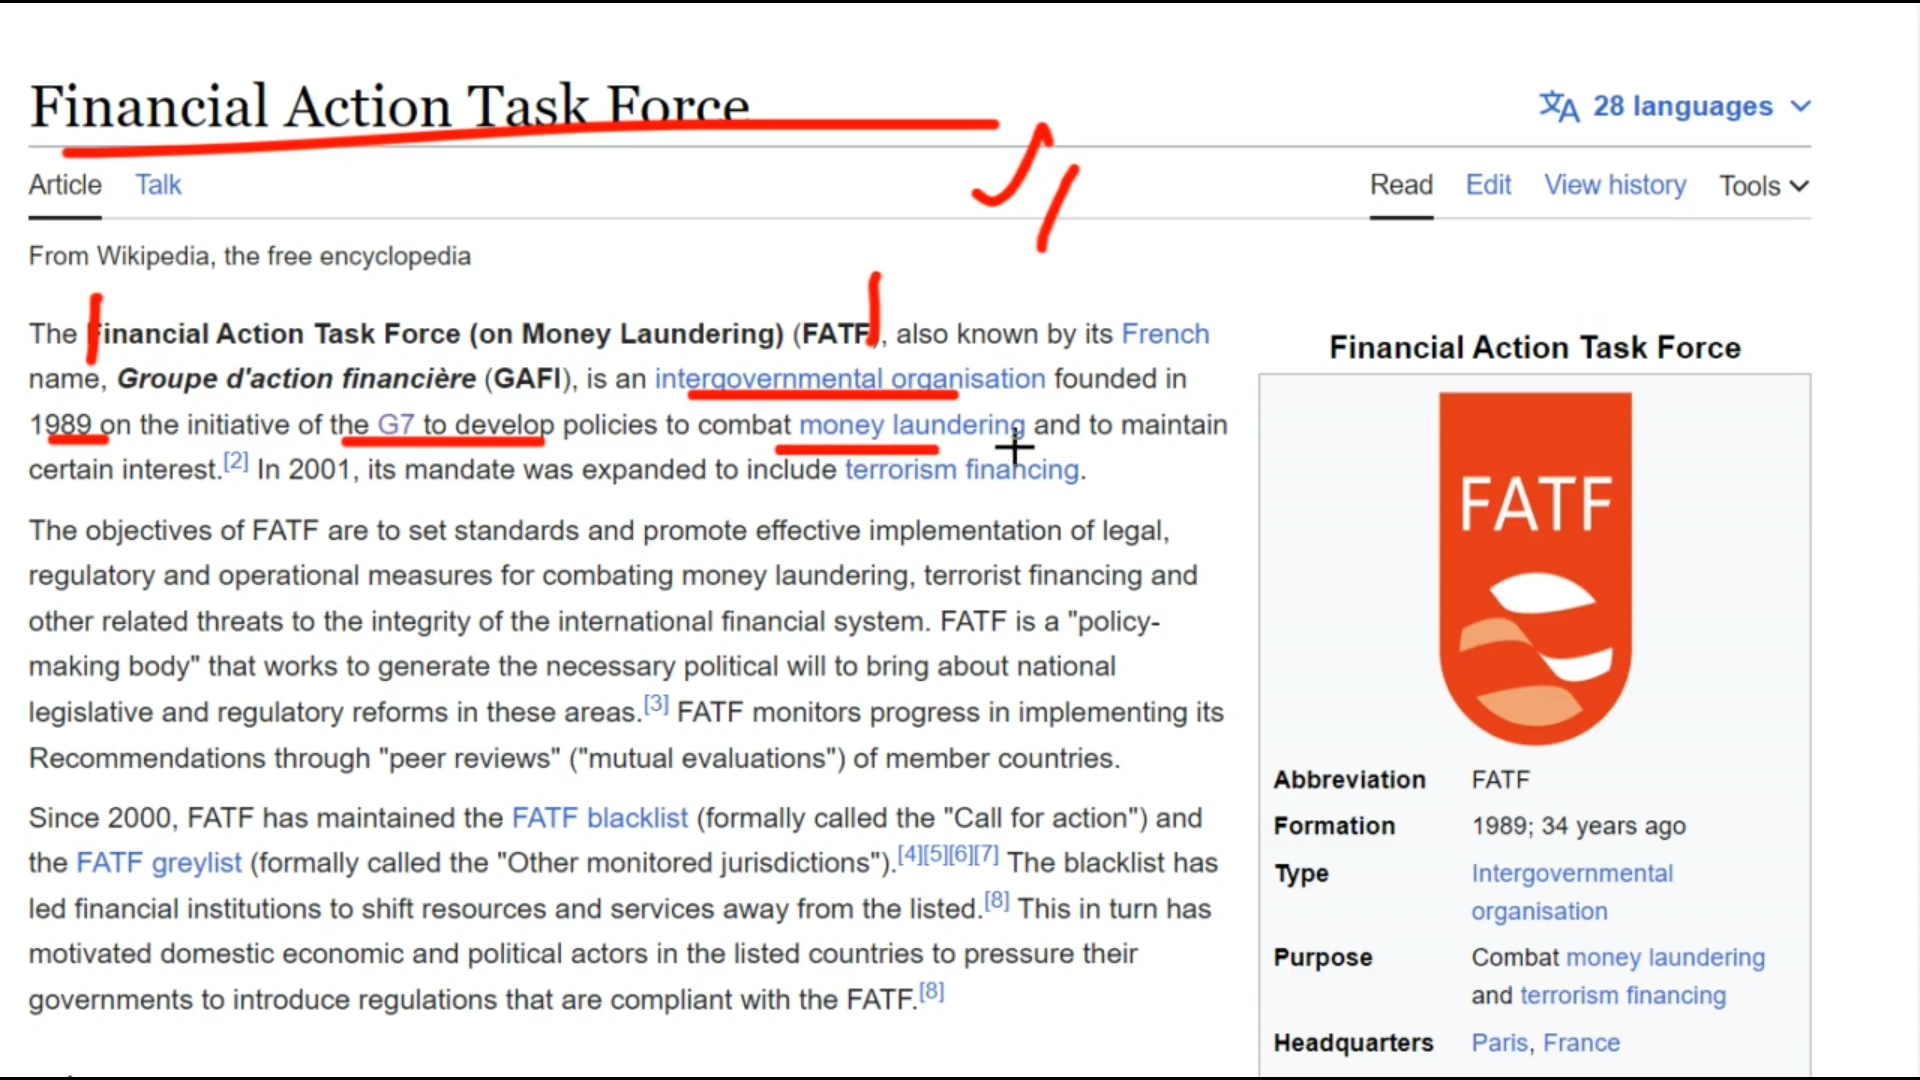 Financial Action Task Force
28 languages
Article Talk
Read Edit View history Tools
From Wikipedia, the free encyclopedia
The Financial Action Task Force (on Money Laundering) (FATF), also known by its French
name, Groupe d'action financière (GAFI), is an intergovernmental organisation founded in
1989 on the initiative of the G7 to develop policies to combat money laundering and to maintain
certain interest.[2] In 2001, its mandate was expanded to include terrorism financing.
The objectives of FATF are to set standards and promote effective implementation of legal,
regulatory and operational measures for combating money laundering, terrorist financing and
other related threats to the integrity of the international financial system. FATF is a "policy-
making body" that works to generate the necessary political will to bring about national
legislative and regulatory reforms in these areas.[3] FATF monitors progress in implementing its
Recommendations through "peer reviews" ("mutual evaluations") of member countries.
Since 2000, FATF has maintained the FATF blacklist (formally called the "Call for action") and
the FATF greylist (formally called the "Other monitored jurisdictions").[4][5][6][7] The blacklist has
led financial institutions to shift resources and services away from the listed.[8] This in turn has
motivated domestic economic and political actors in the listed countries to pressure their
governments to introduce regulations that are compliant with the FATF.[8]
Financial Action Task Force
FATF
Abbreviation FATF
Formation 1989; 34 years ago
Type Intergovernmental
organisation
Purpose Combat money laundering
and terrorism financing
Headquarters Paris, France